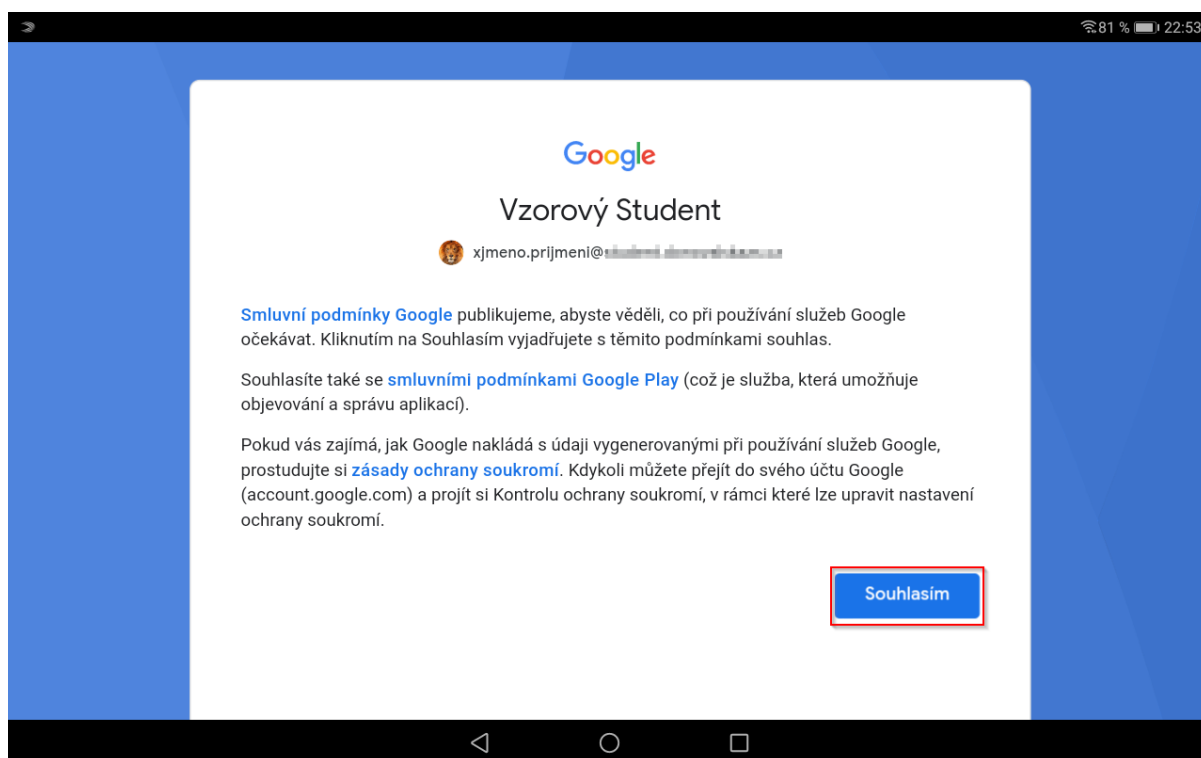 81 % 22:53
Google
Vzorový Student
xjmeno.prijmeni@
Smluvní podmínky Google publikujeme, abyste věděli, co při používání služeb Google
očekávat. Kliknutím na Souhlasím vyjadřujete s těmito podmínkami souhlas.
Souhlasíte také se smluvními podmínkami Google Play (což je služba, která umožňuje
objevování a správu aplikací).
Pokud vás zajímá, jak Google nakládá s údaji vygenerovanými při používání služeb Google,
prostudujte si zásady ochrany soukromí. Kdykoli můžete přejít do svého účtu Google
(account.google.com) a projít si Kontrolu ochrany soukromí, v rámci které lze upravit nastavení
ochrany soukromí.
Souhlasím